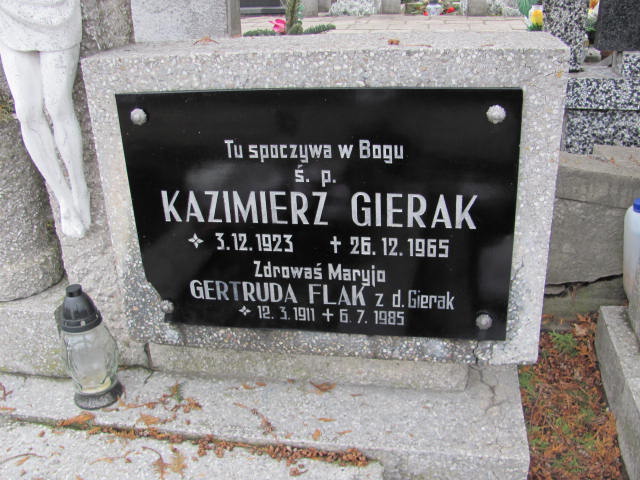 Tu spoczywa w Bogu
ś. p.
KAZIMIERZ GIERAK
✧ 3.12.1923 ✝ 26.12.1965
Zdrowaś Maryjo
GERTRUDA FLAK z d. Gierak
✧ 12.3.1911 ✝ 6.7.1985